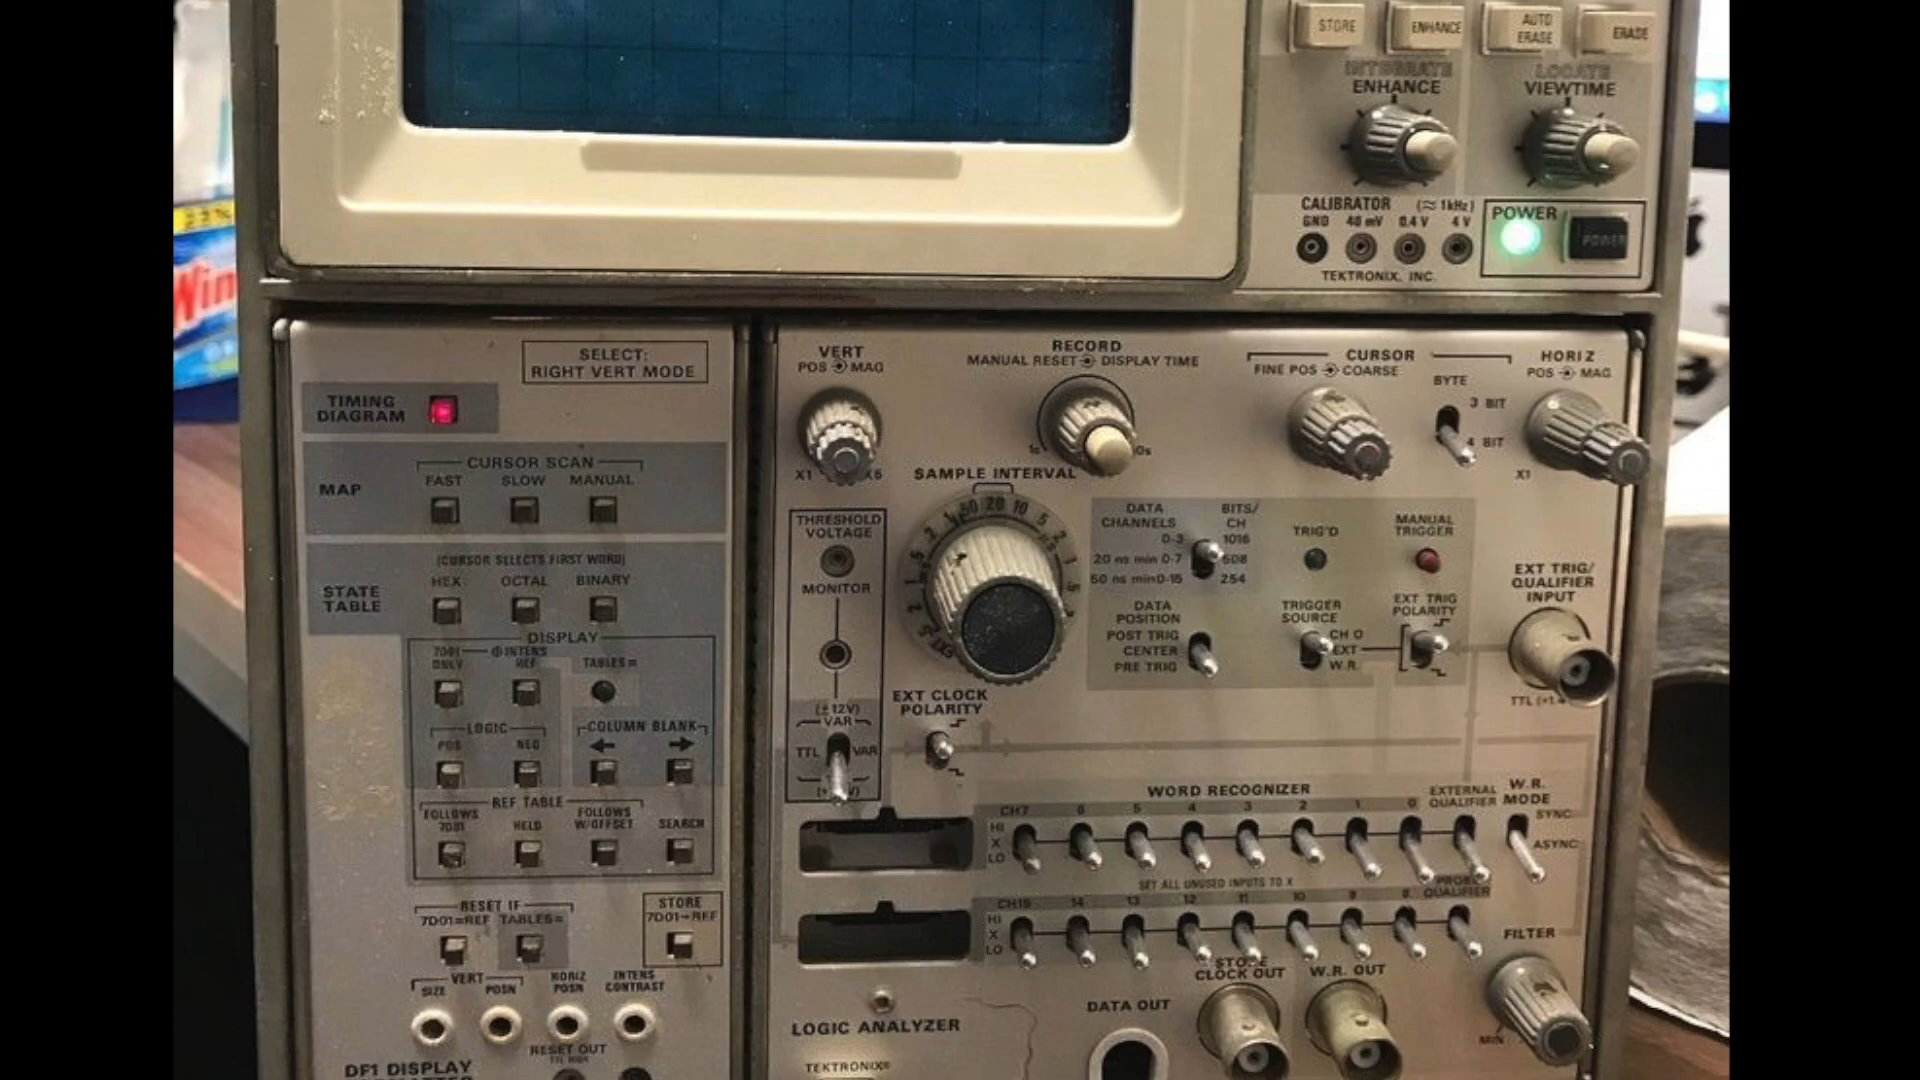 STORE
ENHANCE
AUTO
ERASE
ERASE
INTEGRATE
ENHANCE
LOCATE
VIEWTIME
CALIBRATOR (≈ 1kHz)
GND 40 mV 0.4 V 4 V
TEKTRONIX, INC.
POWER
POWER
Win
SELECT:
RIGHT VERT MODE
TIMING
DIAGRAM
CURSOR SCAN
MAP
FAST SLOW MANUAL
(CURSOR SELECTS FIRST WORD)
STATE
TABLE
HEX OCTAL BINARY
DISPLAY
7D01
ONLY
INTENS
REF
TABLES=
LOGIC
POS NEG
COLUMN BLANK
← →
REF TABLE
FOLLOWS
7D01
HELD
FOLLOWS
W/OFFSET
SEARCH
RESET IF
7D01=REF TABLES=
STORE
7D01→REF
VERT
SIZE POSN
HORIZ
POSN
INTENS
CONTRAST
RESET OUT
DF1 DISPLAY
VERT
POS MAG
X1 X5
RECORD
MANUAL RESET DISPLAY TIME
CURSOR
FINE POS COARSE
BYTE
3 BIT
4 BIT
HORIZ
POS MAG
X1
SAMPLE INTERVAL
50 20 10 5 2 1 .5
EXT
THRESHOLD
VOLTAGE
MONITOR
(±12V)
VAR
TTL VAR
DATA
CHANNELS
BITS/
CH
0-3 1016
20 ns min 0-7 508
50 ns min 0-15 254
TRIG'D
MANUAL
TRIGGER
DATA
POSITION
POST TRIG
CENTER
PRE TRIG
TRIGGER
SOURCE
CH 0
EXT
W.R.
EXT TRIG
POLARITY
EXT TRIG/
QUALIFIER
INPUT
EXT CLOCK
POLARITY
WORD RECOGNIZER
CH7 6 5 4 3 2 1 0
EXTERNAL
QUALIFIER
W.R.
MODE
SYNC
ASYNC
HI
X
LO
SET ALL UNUSED INPUTS TO X
CH15 14 13 12 11 10 9 8
PROBE
QUALIFIER
HI
X
LO
FILTER
MIN
STORE
CLOCK OUT
W.R. OUT
DATA OUT
LOGIC ANALYZER
TEKTRONIX®